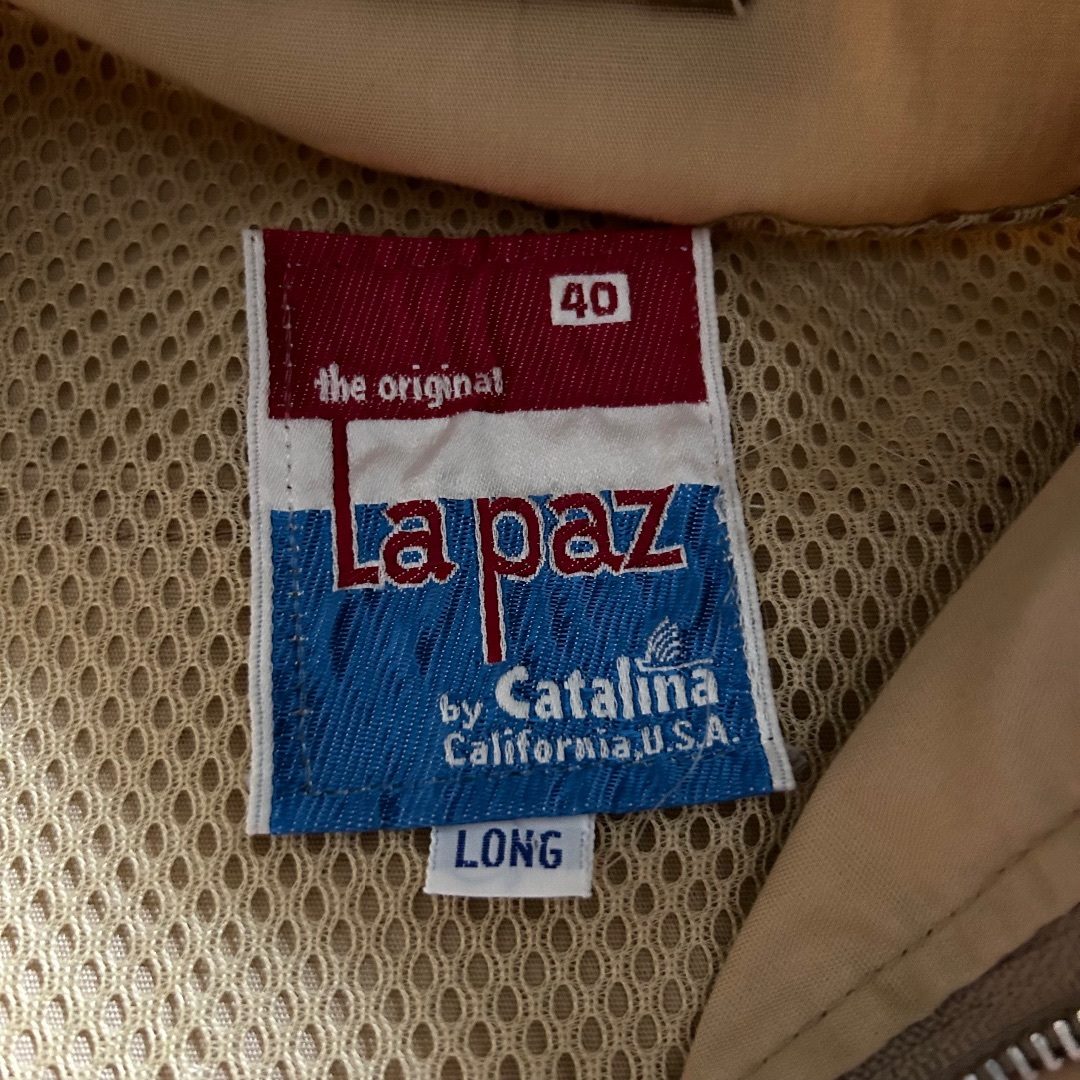 40
the original
La paz
by Catalina
California, U.S.A.
LONG